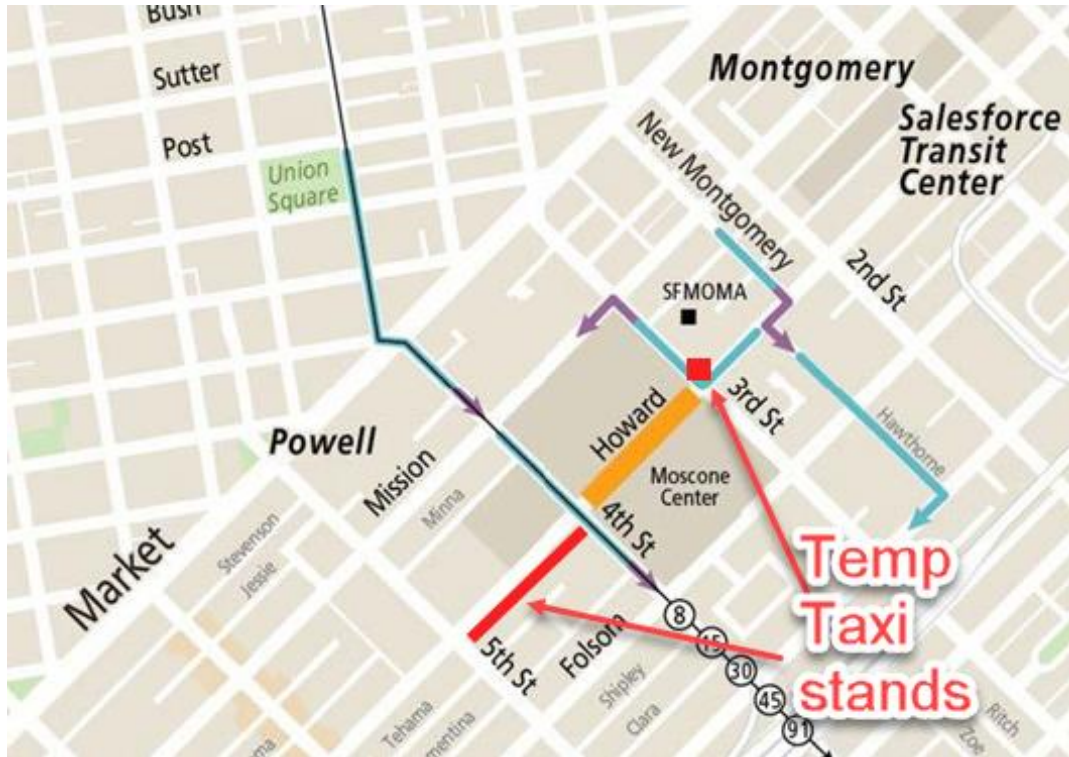 Bush
Sutter
Post
Union
Square
Montgomery
Salesforce
Transit
Center
New Montgomery
2nd St
SFMOMA
3rd St
Hawthorne
Howard
Moscone
Center
Powell
Mission
Minna
4th St
Market
Stevenson
Jessie
5th St
Folsom
Shipley
Clara
Tehama
Temp
Taxi
stands
8
30
45
91
Ritch
Zoe